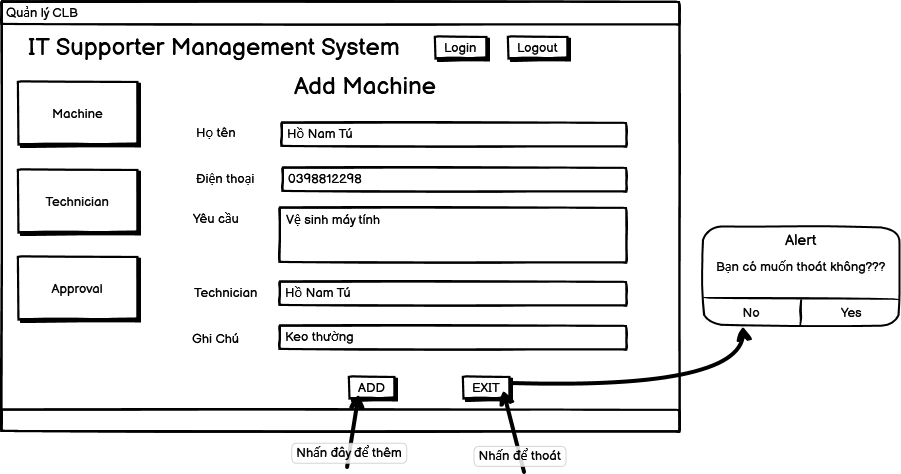 Quản lý CLB
IT Supporter Management System
Login
Logout
Add Machine
Machine
Technician
Approval
Họ tên
Hồ Nam Tú
Điện thoại
0398812298
Yêu cầu
Vệ sinh máy tính
Technician
Hồ Nam Tú
Ghi Chú
Keo thường
ADD
EXIT
Nhấn đây để thêm
Nhấn để thoát
Alert
Bạn có muốn thoát không???
No
Yes